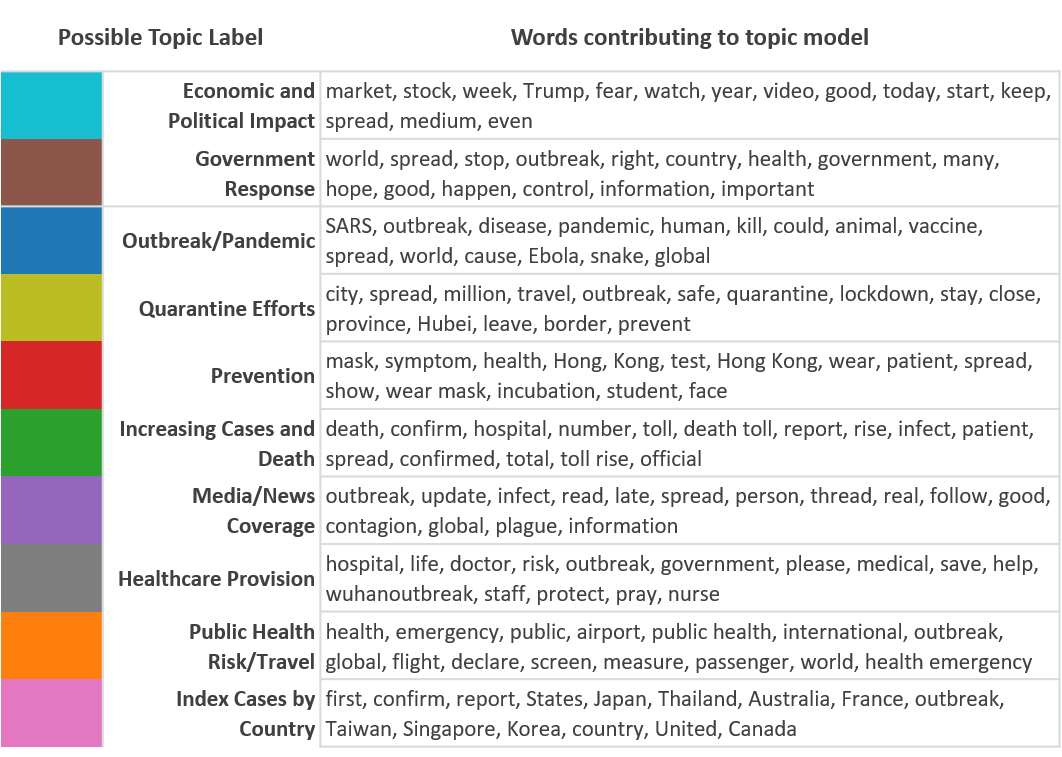 Possible Topic Label Words contributing to topic model
Economic and market, stock, week, Trump, fear, watch, year, video, good, today, start, keep,
Political Impact spread, medium, even
Government world, spread, stop, outbreak, right, country, health, government, many,
Response hope, good, happen, control, information, important
SARS, outbreak, disease, pandemic, human, kill, could, animal, vaccine,
Outbreak/Pandemic
spread, world, cause, Ebola, snake, global
city, spread, million, travel, outbreak, safe, quarantine, lockdown, stay, close,
Quarantine Efforts
province, Hubei, leave, border, prevent
mask, symptom, health, Hong, Kong, test, Hong Kong, wear, patient, spread,
Prevention
show, wear mask, incubation, student, face
Increasing Cases and death, confirm, hospital, number, toll, death toll, report, rise, infect, patient,
Death spread, confirmed, total, toll rise, official
Media/News outbreak, update, infect, read, late, spread, person, thread, real, follow, good,
Coverage contagion, global, plague, information
hospital, life, doctor, risk, outbreak, government, please, medical, save, help,
Healthcare Provision
wuhanoutbreak, staff, protect, pray, nurse
Public Health health, emergency, public, airport, public health, international, outbreak,
Risk/Travel global, flight, declare, screen, measure, passenger, world, health emergency
Index Cases by first, confirm, report, States, Japan, Thailand, Australia, France, outbreak,
Country Taiwan, Singapore, Korea, country, United, Canada